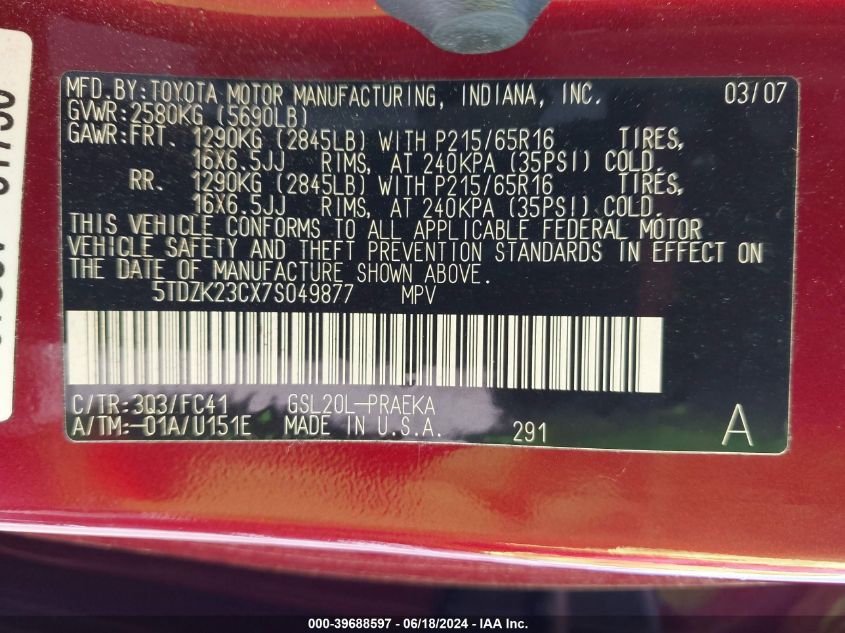 MFD.BY:TOYOTA MOTOR MANUFACTURING, INDIANA, INC. 03/07
GVWR:2580KG (5690LB)
GAWR:FRT. 1290KG (2845LB) WITH P215/65R16 TIRES,
16X6.5JJ RIMS, AT 240KPA (35PSI) COLD.
RR. 1290KG (2845LB) WITH P215/65R16 TIRES,
16X6.5JJ RIMS, AT 240KPA (35PSI) COLD.
THIS VEHICLE CONFORMS TO ALL APPLICABLE FEDERAL MOTOR
VEHICLE SAFETY AND THEFT PREVENTION STANDARDS IN EFFECT ON
THE DATE OF MANUFACTURE SHOWN ABOVE.
5TDZK23CX7S049877 MPV
C/TR:3Q3/FC41 GSL20L-PRAEKA
A/TM:-01A/U151E MADE IN U.S.A. 291 A
000-39688597 - 06/18/2024 - IAA Inc.